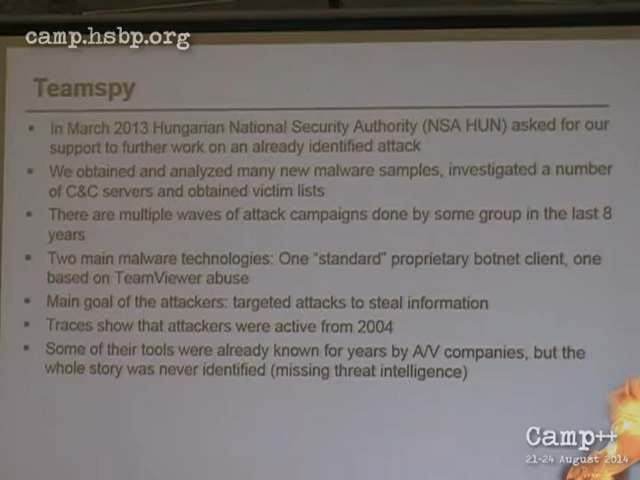 camp.hsbp.org
Teamspy
▪ In March 2013 Hungarian National Security Authority (NSA HUN) asked for our
support to further work on an already identified attack
▪ We obtained and analyzed many new malware samples, investigated a number
of C&C servers and obtained victim lists
▪ There are multiple waves of attack campaigns done by some group in the last 8
years
▪ Two main malware technologies: One "standard" proprietary botnet client, one
based on TeamViewer abuse
▪ Main goal of the attackers: targeted attacks to steal information
▪ Traces show that attackers were active from 2004
▪ Some of their tools were already known for years by A/V companies, but the
whole story was never identified (missing threat intelligence)
Camp++
21-24 August 2014